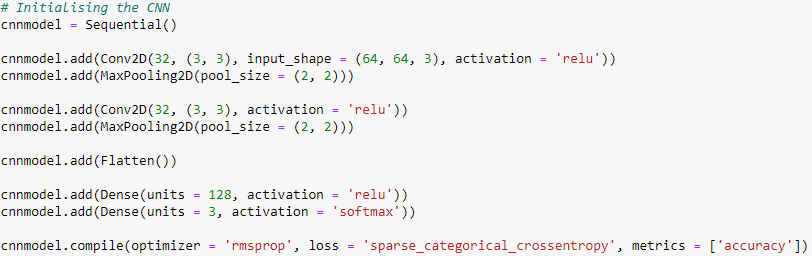 # Initialising the CNN
cnnmodel = Sequential()
cnnmodel.add(Conv2D(32, (3, 3), input_shape = (64, 64, 3), activation = 'relu'))
cnnmodel.add(MaxPooling2D(pool_size = (2, 2)))
cnnmodel.add(Conv2D(32, (3, 3), activation = 'relu'))
cnnmodel.add(MaxPooling2D(pool_size = (2, 2)))
cnnmodel.add(Flatten())
cnnmodel.add(Dense(units = 128, activation = 'relu'))
cnnmodel.add(Dense(units = 3, activation = 'softmax'))
cnnmodel.compile(optimizer = 'rmsprop', loss = 'sparse_categorical_crossentropy', metrics = ['accuracy'])